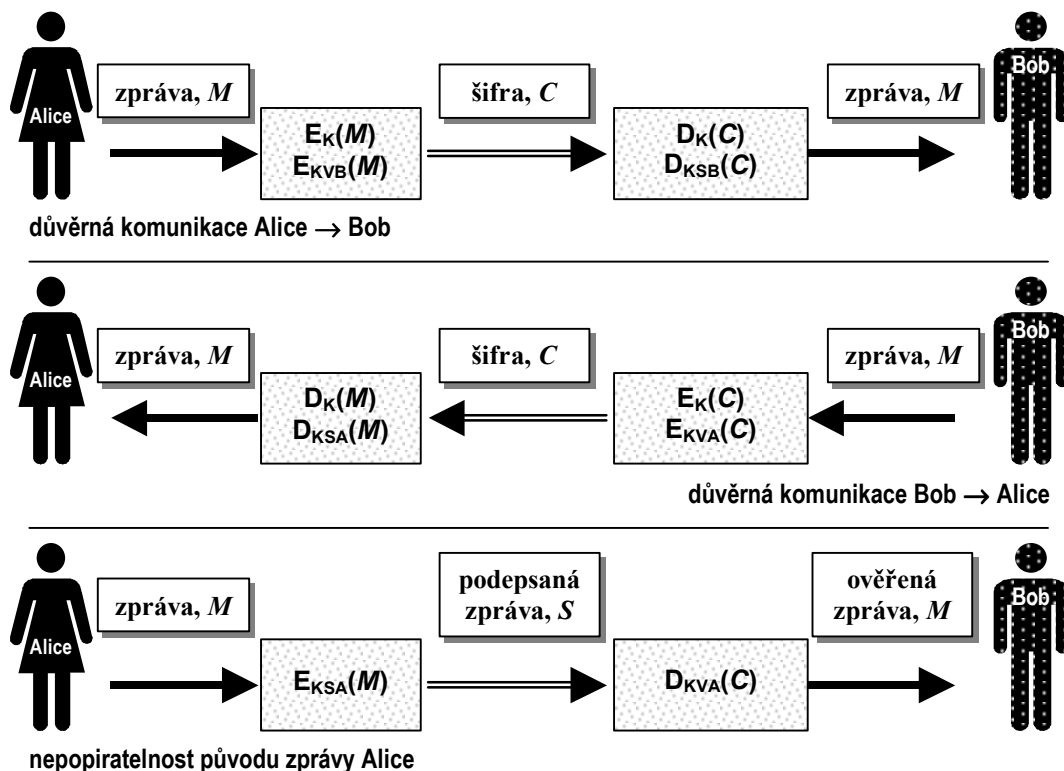 zpráva, M
šifra, C
zpráva, M
Alice
Bob
E_K(M)
E_KVB(M)
D_K(C)
D_KSB(C)
důvěrná komunikace Alice → Bob
zpráva, M
šifra, C
zpráva, M
Alice
Bob
D_K(M)
D_KSA(M)
E_K(C)
E_KVA(C)
důvěrná komunikace Bob → Alice
zpráva, M
podepsaná
zpráva, S
ověřená
zpráva, M
Alice
Bob
E_KSA(M)
D_KVA(C)
nepopiratelnost původu zprávy Alice